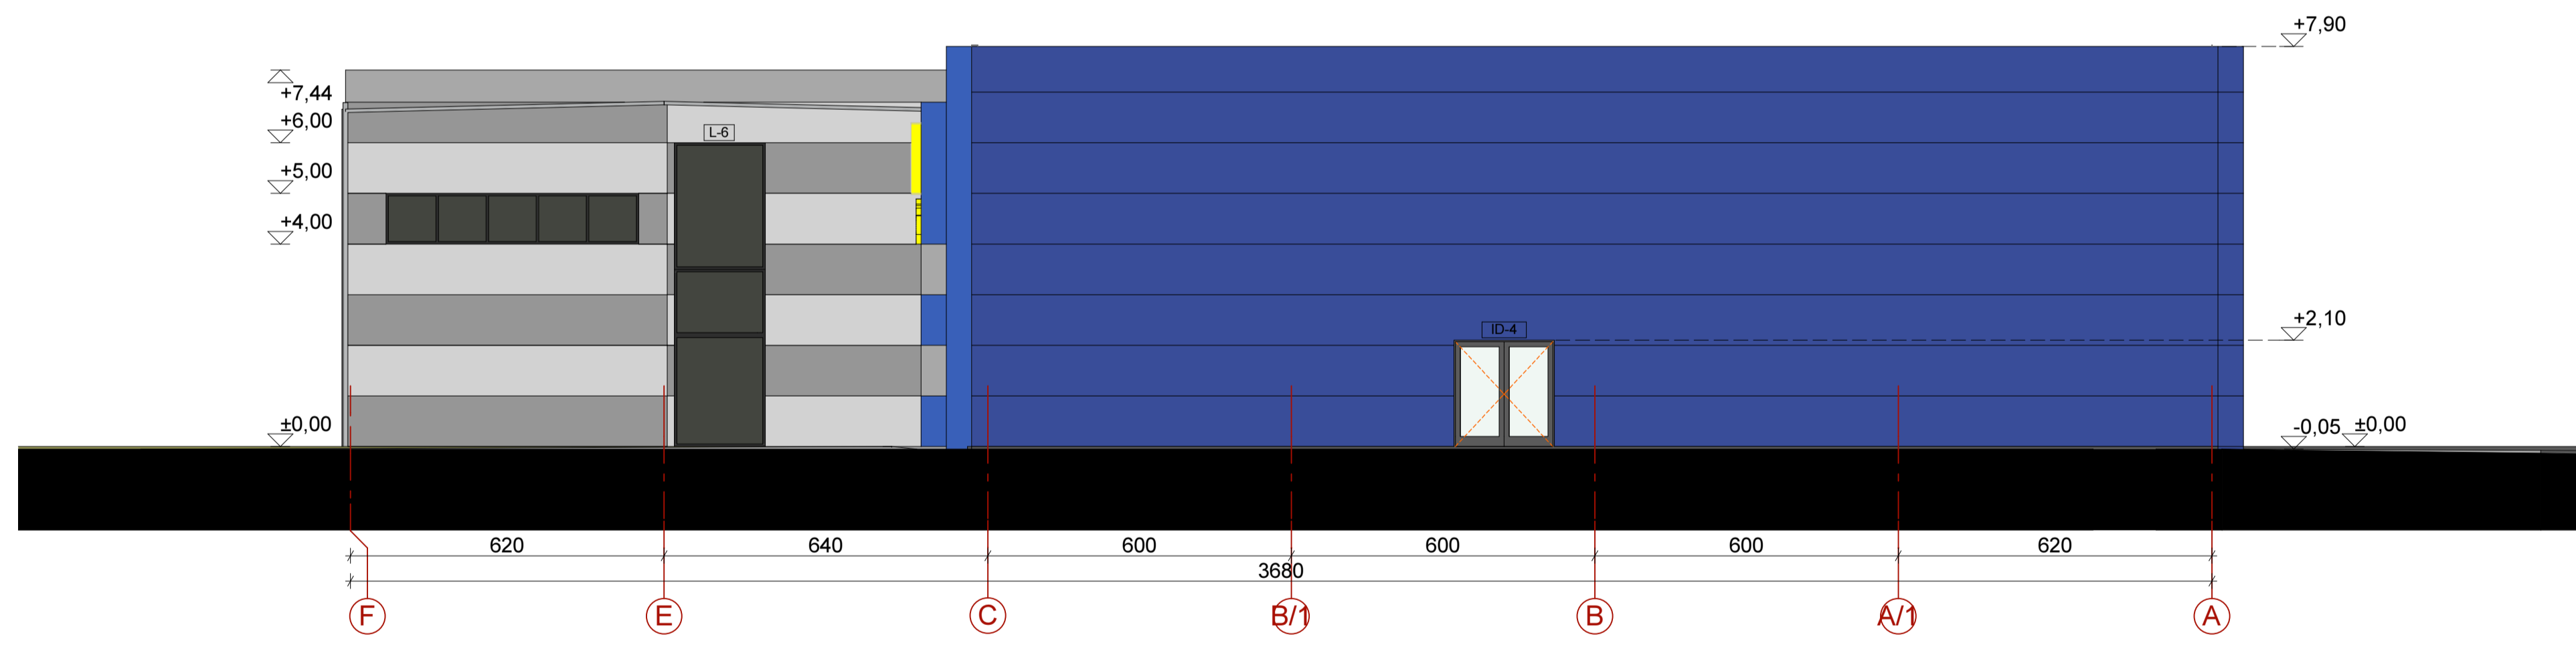 +7,90
+7,44
+6,00
L-6
+5,00
+4,00
+2,10
ID-4
±0,00
-0,05 ±0,00
620 640 600 600 600 620
3680
F E C B/1 B A/1 A